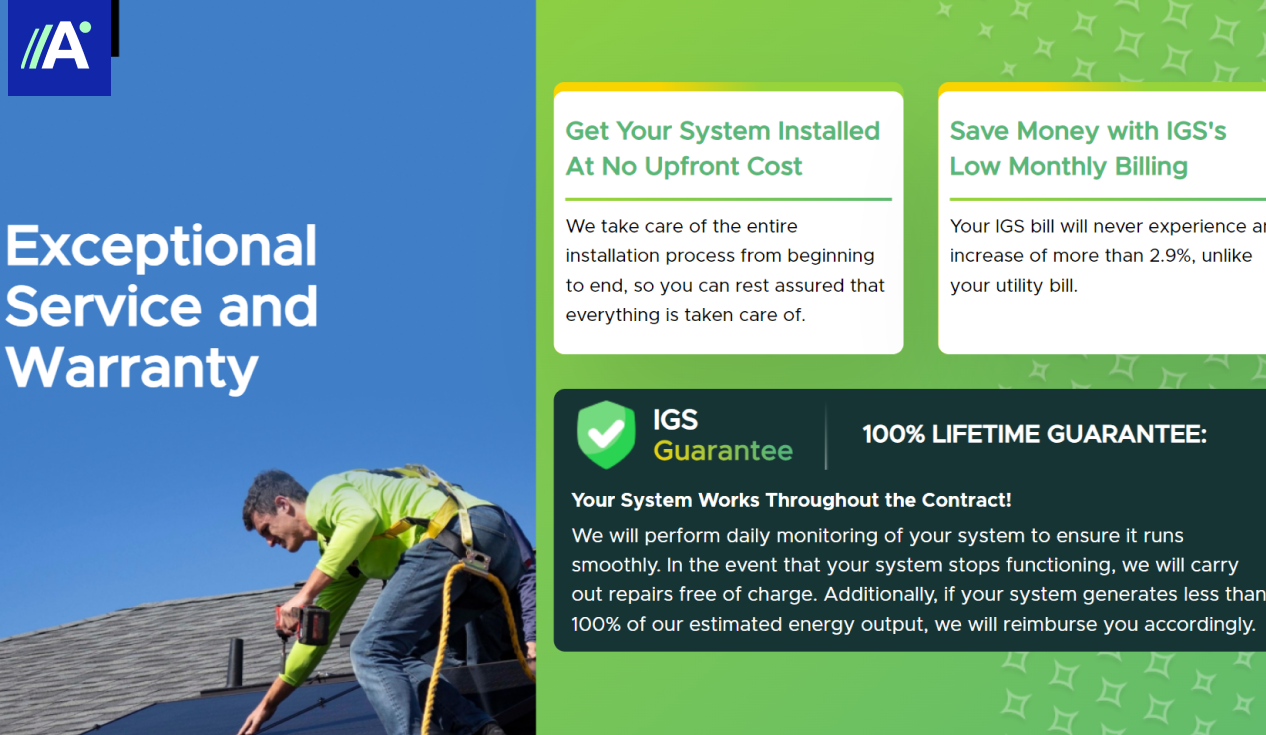 A
Exceptional
Service and
Warranty
Get Your System Installed
At No Upfront Cost
We take care of the entire
installation process from beginning
to end, so you can rest assured that
everything is taken care of.
Save Money with IGS's
Low Monthly Billing
Your IGS bill will never experience
increase of more than 2.9%, unlike
your utility bill.
IGS
Guarantee
100% LIFETIME GUARANTEE:
Your System Works Throughout the Contract!
We will perform daily monitoring of your system to ensure it runs
smoothly. In the event that your system stops functioning, we will carry
out repairs free of charge. Additionally, if your system generates less than
100% of our estimated energy output, we will reimburse you accordingly.